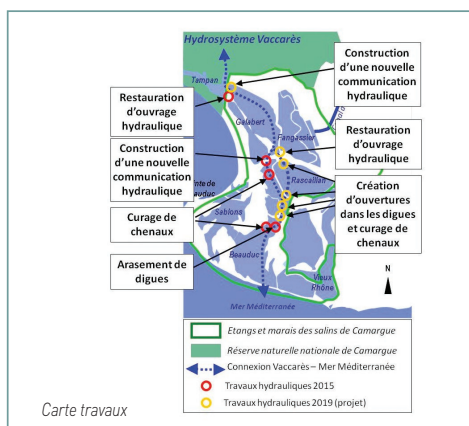 Hydrosystème Vaccarès
Tampan
Construction
d'une nouvelle
communication
hydraulique
Restauration
d'ouvrage
hydraulique
Galabert
Fangassier
Restauration
d'ouvrage
hydraulique
Construction
d'une nouvelle
communication
hydraulique
Rascaillan
Création
d'ouvertures
dans les digues
et curage de
chenaux
Curage de
chenaux
Sablons
Arasement de
digues
Beauduc
Vieux
Rhône
N
Mer Méditerranée
Etangs et marais des salins de Camargue
Réserve naturelle nationale de Camargue
Connexion Vaccarès – Mer Méditerranée
Travaux hydrauliques 2015
Travaux hydrauliques 2019 (projet)
Carte travaux